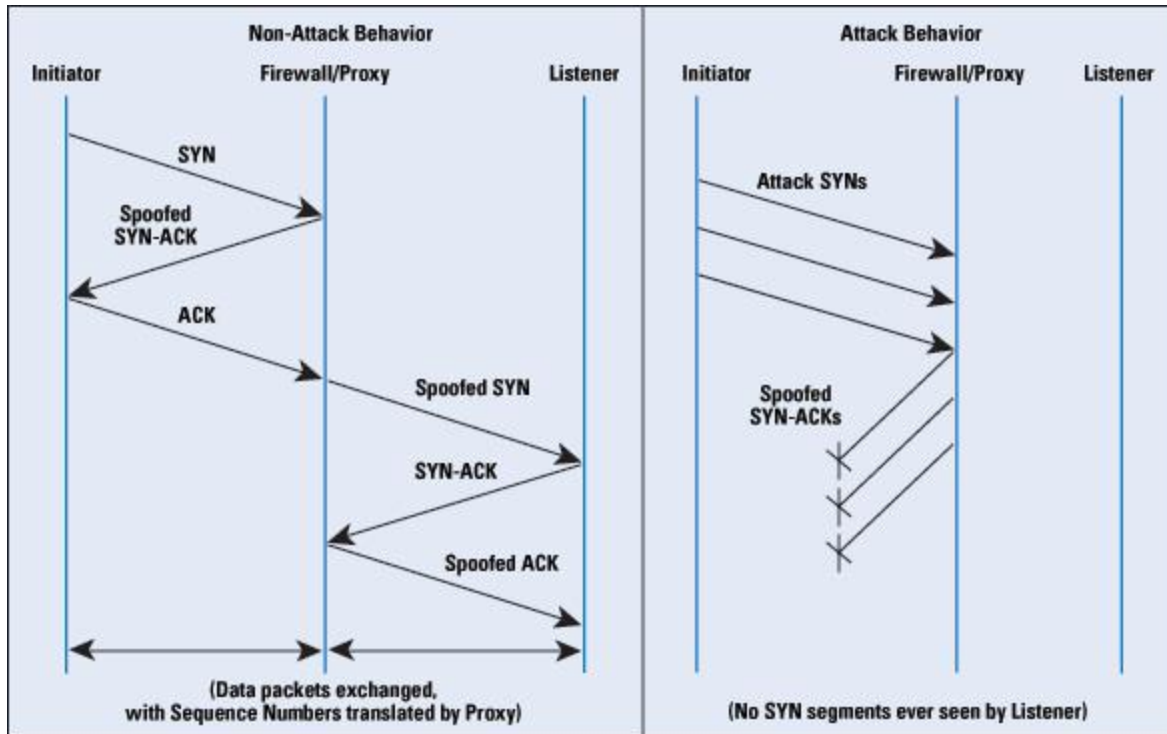 Non-Attack Behavior
Initiator
Firewall/Proxy
Listener
SYN
Spoofed
SYN-ACK
ACK
Spoofed SYN
SYN-ACK
Spoofed ACK
(Data packets exchanged,
with Sequence Numbers translated by Proxy)
Attack Behavior
Initiator
Firewall/Proxy
Listener
Attack SYNs
Spoofed
SYN-ACKs
(No SYN segments ever seen by Listener)